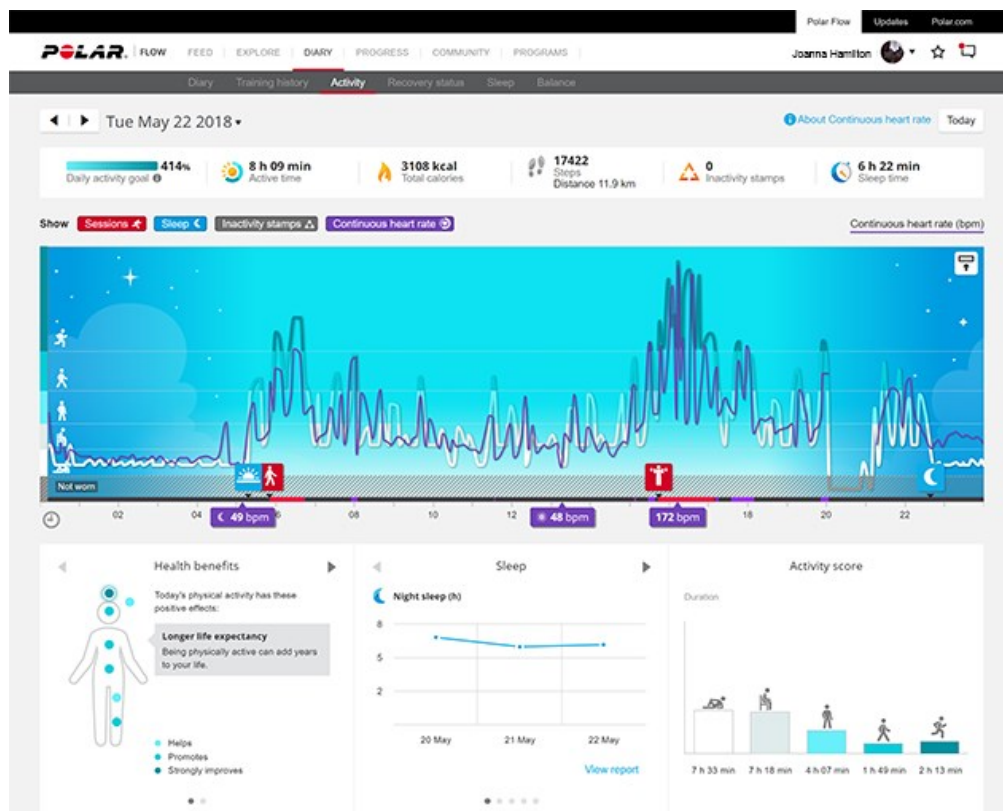 Polar Flow Updates Polar.com
POLAR. FLOW FEED EXPLORE DIARY PROGRESS COMMUNITY PROGRAMS Joanna Hamilton
Diary Training history Activity Recovery status Sleep Balance
Tue May 22 2018 About Continuous heart rate Today
414% 8 h 09 min 3108 kcal 17422 0 6 h 22 min
Daily activity goal Active time Total calories Steps Inactivity stamps Sleep time
Distance 11.9 km
Show Sessions Sleep Inactivity stamps Continuous heart rate Continuous heart rate (bpm)
Not worn
02 04 6 08 10 12 18 20 22
49 bpm 48 bpm 172 bpm
Health benefits
Today's physical activity has these
positive effects:
Longer life expectancy
Being physically active can add years
to your life.
Helps
Promotes
Strongly improves
Sleep
Night sleep (h)
8
5
2
20 May 21 May 22 May
View report
Activity score
Duration
7 h 33 min 7 h 18 min 4 h 07 min 1 h 49 min 2 h 13 min